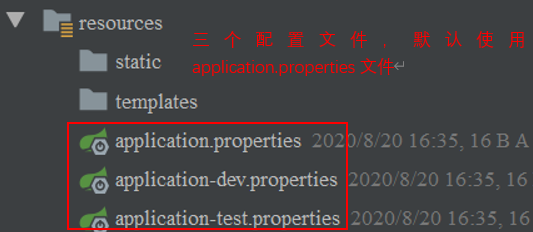 resources
三个配置文件，默认使用
static
application.properties 文件↵
templates
application.properties 2020/8/20 16:35, 16 B A
application-dev.properties 2020/8/20 16:35, 16
application-test.properties 2020/8/20 16:35, 16